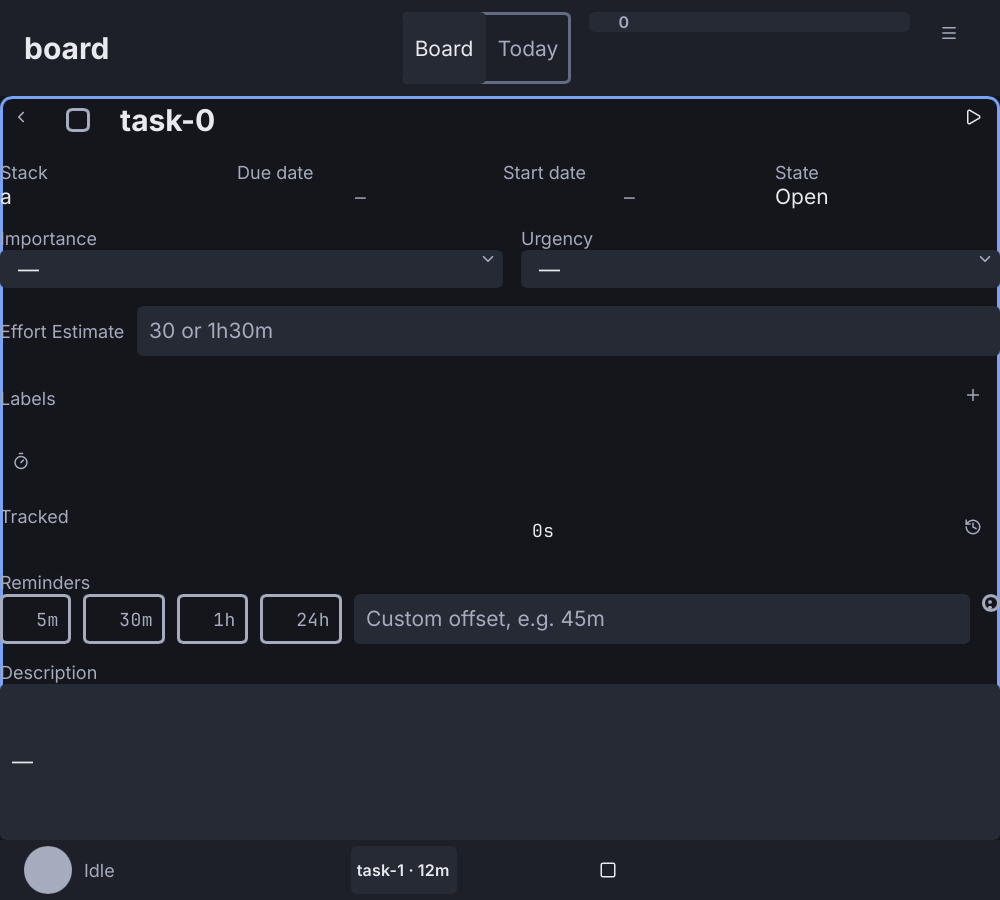 board
Board Today 0
task-0
Stack Due date Start date State
a – – Open
Importance Urgency
— —
Effort Estimate 30 or 1h30m
Labels
Tracked
0s
Reminders
5m 30m 1h 24h Custom offset, e.g. 45m
Description
—
Idle task-1 · 12m